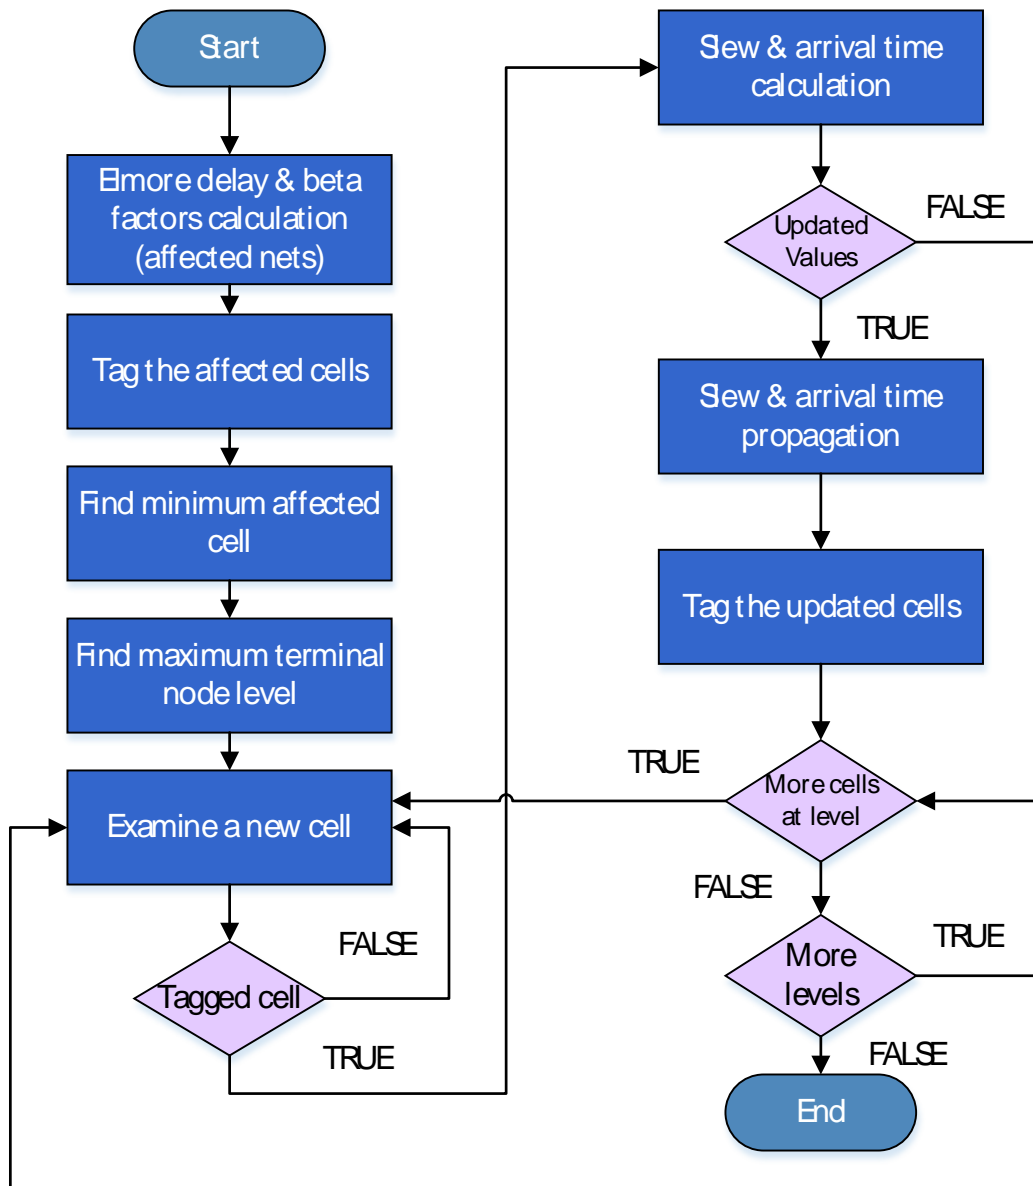 Start
Elmore delay & beta
factors calculation
(affected nets)
Tag the affected cells
Find minimum affected
cell
Find maximum terminal
node level
Examine a new cell
FALSE
Tagged cell
TRUE
Slew & arrival time
calculation
FALSE
Updated
Values
TRUE
Slew & arrival time
propagation
Tag the updated cells
TRUE
More cells
at level
FALSE
TRUE
More
levels
FALSE
End